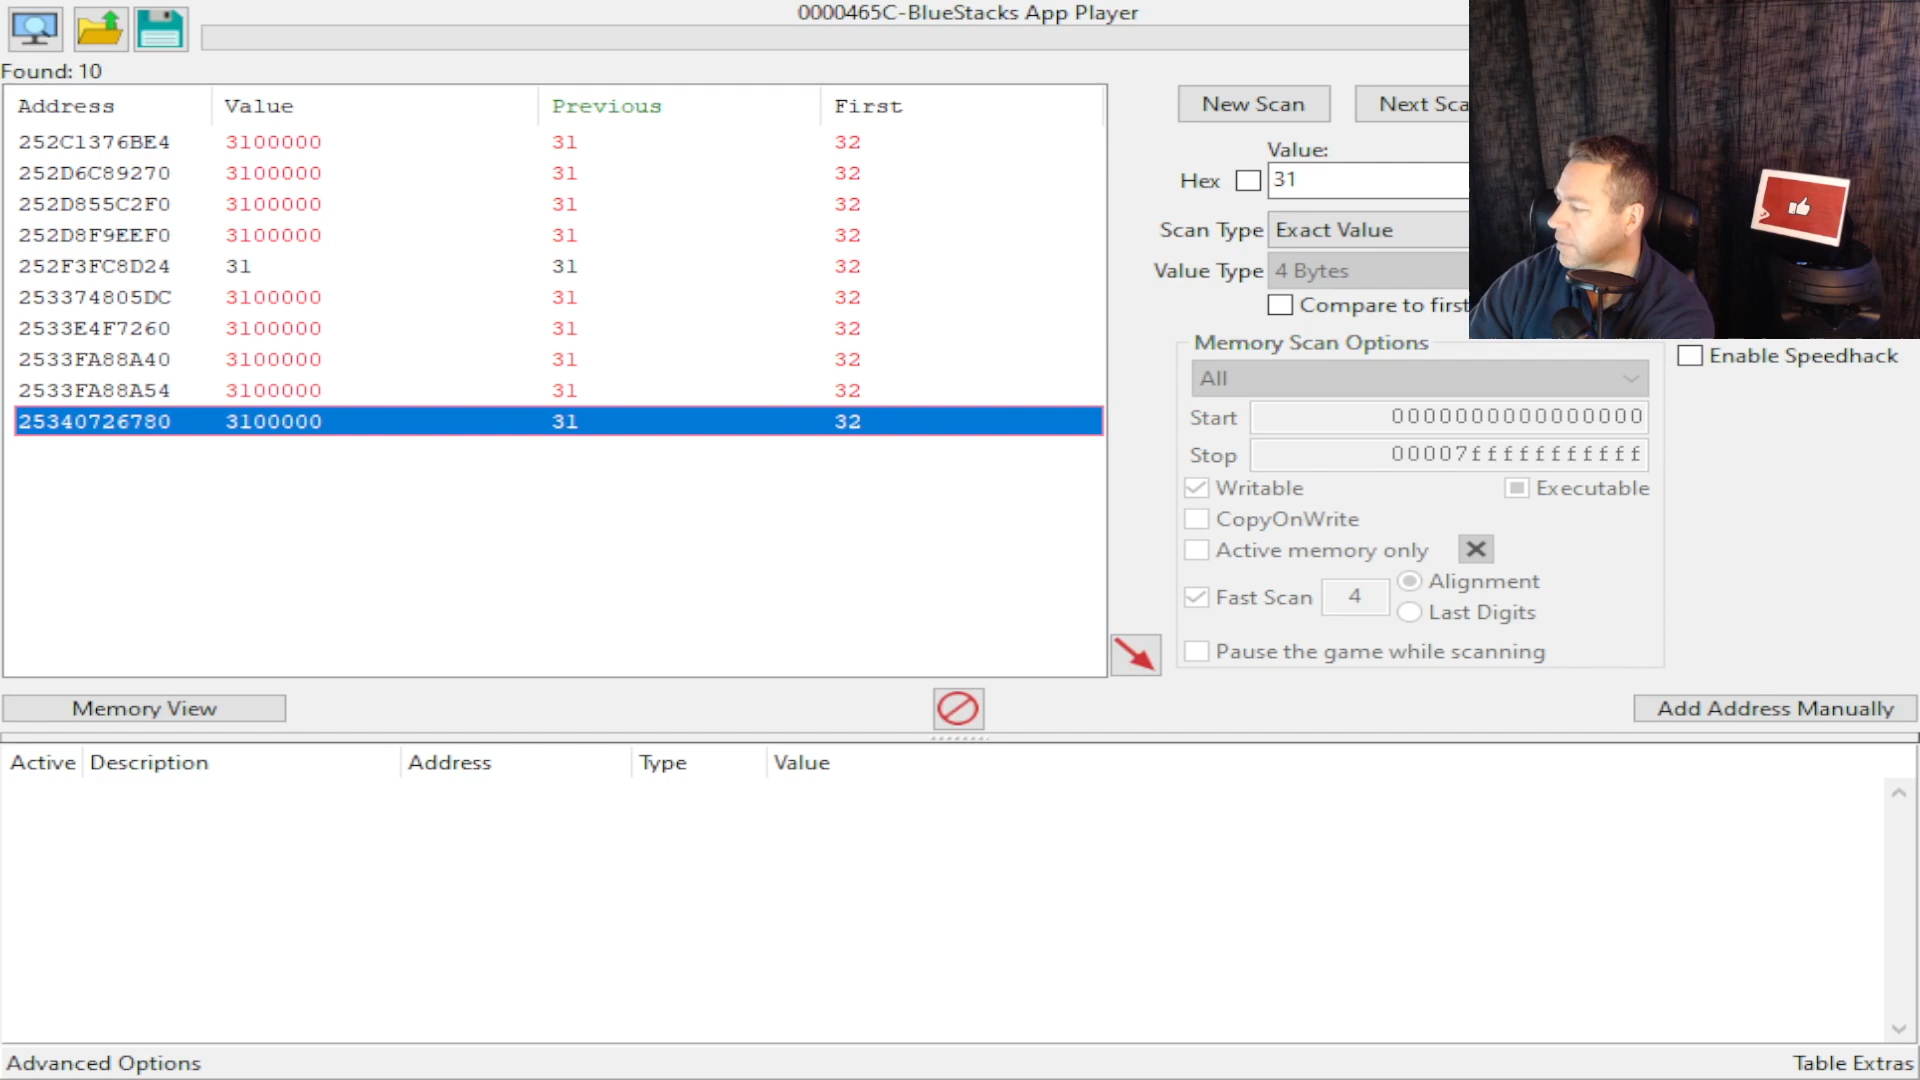 0000465C-BlueStacks App Player
Found: 10
Address Value Previous First
252C1376BE4 3100000 31 32
252D6C89270 3100000 31 32
252D855C2F0 3100000 31 32
252D8F9EEF0 3100000 31 32
252F3FC8D24 31 31 32
253374805DC 3100000 31 32
2533E4F7260 3100000 31 32
2533FA88A40 3100000 31 32
2533FA88A54 3100000 31 32
25340726780 3100000 31 32
New Scan Next Sca
Value:
Hex 31
Scan Type Exact Value
Value Type 4 Bytes
Compare to first
Memory Scan Options
Enable Speedhack
All
Start 0000000000000000
Stop 00007fffffffffff
Writable Executable
CopyOnWrite
Active memory only
Fast Scan 4 Alignment
Last Digits
Pause the game while scanning
Memory View Add Address Manually
Active Description Address Type Value
Advanced Options Table Extras